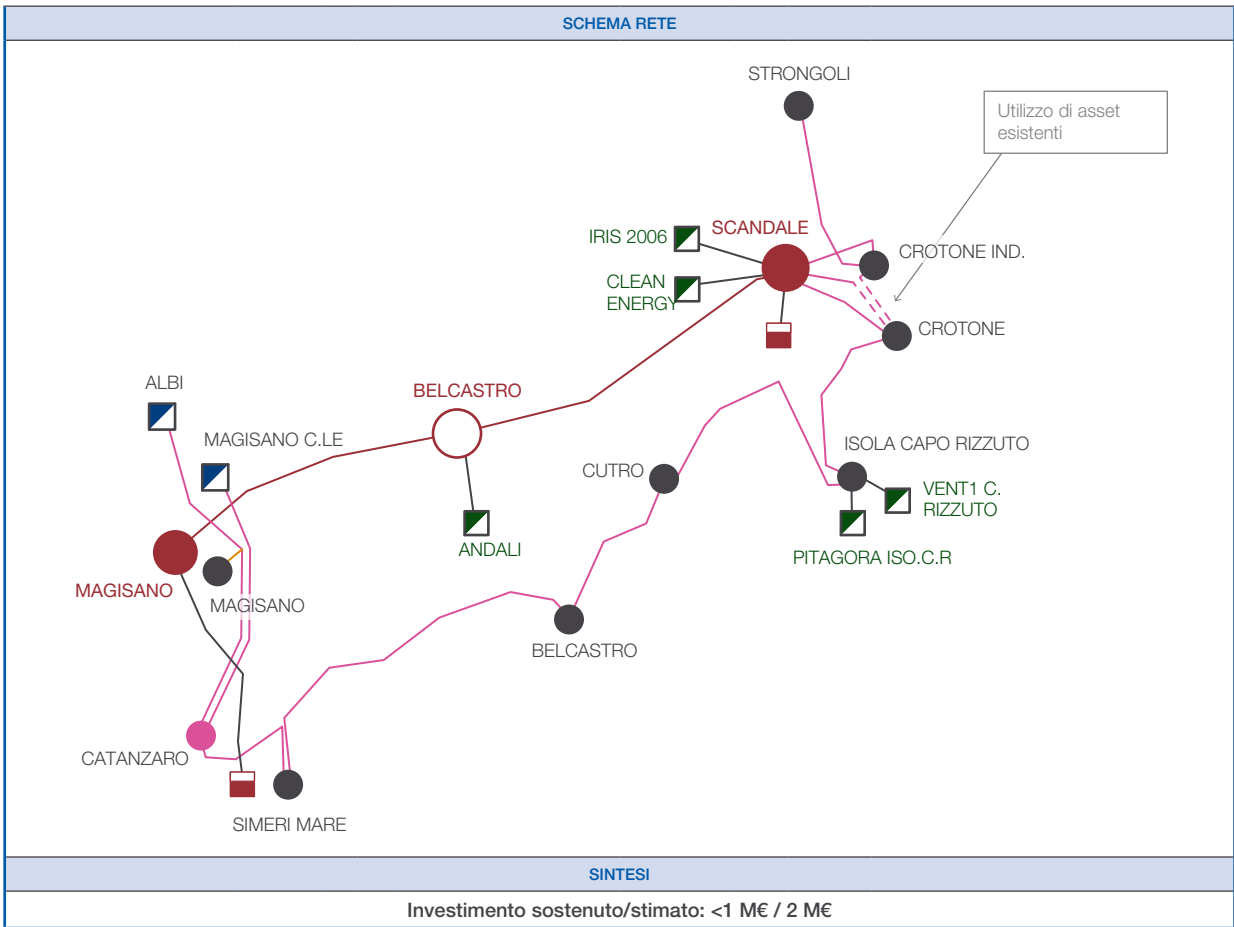 SCHEMA RETE
STRONGOLI
Utilizzo di asset
esistenti
IRIS 2006
SCANDALE
CROTONE IND.
CLEAN
ENERGY
CROTONE
ALBI
BELCASTRO
MAGISANO C.LE
ISOLA CAPO RIZZUTO
CUTRO
VENT1 C.
RIZZUTO
ANDALI
PITAGORA ISO.C.R
MAGISANO
MAGISANO
BELCASTRO
CATANZARO
SIMERI MARE
SINTESI
Investimento sostenuto/stimato: <1 M€ / 2 M€